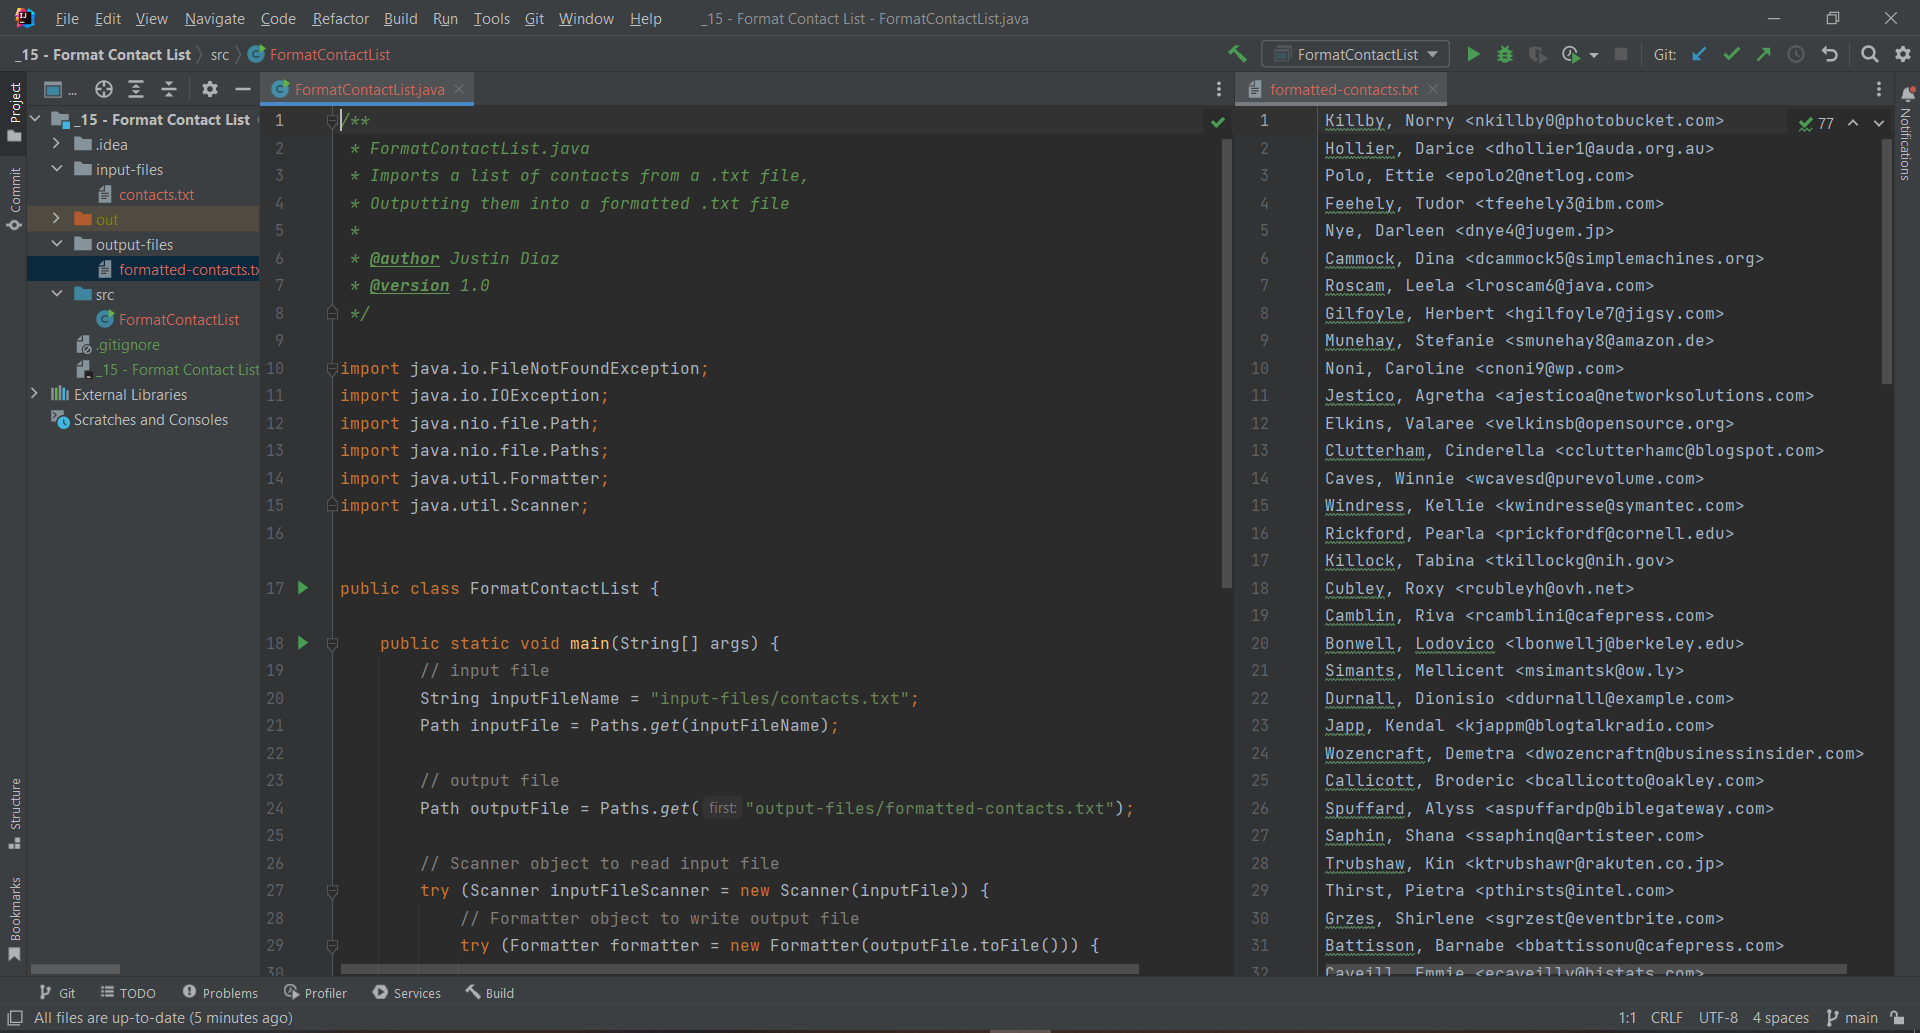 File Edit View Navigate Code Refactor Build Run Tools Git Window Help _15 - Format Contact List - FormatContactList.java
_15 - Format Contact List src FormatContactList
FormatContactList Git:
Project
Commit
Structure
Bookmarks
...
_15 - Format Contact List
.idea
input-files
contacts.txt
out
output-files
formatted-contacts.tx
src
FormatContactList
.gitignore
_15 - Format Contact List
External Libraries
Scratches and Consoles
FormatContactList.java
1 /**
2 * FormatContactList.java
3 * Imports a list of contacts from a .txt file,
4 * Outputting them into a formatted .txt file
5 *
6 * @author Justin Diaz
7 * @version 1.0
8 */
9
10 import java.io.FileNotFoundException;
11 import java.io.IOException;
12 import java.nio.file.Path;
13 import java.nio.file.Paths;
14 import java.util.Formatter;
15 import java.util.Scanner;
16
17 public class FormatContactList {
18 public static void main(String[] args) {
19 // input file
20 String inputFileName = "input-files/contacts.txt";
21 Path inputFile = Paths.get(inputFileName);
22
23 // output file
24 Path outputFile = Paths.get( first: "output-files/formatted-contacts.txt");
25
26 // Scanner object to read input file
27 try (Scanner inputFileScanner = new Scanner(inputFile)) {
28 // Formatter object to write output file
29 try (Formatter formatter = new Formatter(outputFile.toFile())) {
30
formatted-contacts.txt
77
1 Killby, Norry <nkillby0@photobucket.com>
2 Hollier, Darice <dhollier1@auda.org.au>
3 Polo, Ettie <epolo2@netlog.com>
4 Feehely, Tudor <tfeehely3@ibm.com>
5 Nye, Darleen <dnye4@jugem.jp>
6 Cammock, Dina <dcammock5@simplemachines.org>
7 Roscam, Leela <lroscam6@java.com>
8 Gilfoyle, Herbert <hgilfoyle7@jigsy.com>
9 Munehay, Stefanie <smunehay8@amazon.de>
10 Noni, Caroline <cnoni9@wp.com>
11 Jestico, Agretha <ajesticoa@networksolutions.com>
12 Elkins, Valaree <velkinsb@opensource.org>
13 Clutterham, Cinderella <cclutterhamc@blogspot.com>
14 Caves, Winnie <wcavesd@purevolume.com>
15 Windress, Kellie <kwindresse@symantec.com>
16 Rickford, Pearla <prickfordf@cornell.edu>
17 Killock, Tabina <tkillockg@nih.gov>
18 Cubley, Roxy <rcubleyh@ovh.net>
19 Camblin, Riva <rcamblini@cafepress.com>
20 Bonwell, Lodovico <lbonwellj@berkeley.edu>
21 Simants, Mellicent <msimantsk@ow.ly>
22 Durnall, Dionisio <ddurnalll@example.com>
23 Japp, Kendal <kjappm@blogtalkradio.com>
24 Wozencraft, Demetra <dwozencraftn@businessinsider.com>
25 Callicott, Broderic <bcallicotto@oakley.com>
26 Spuffard, Alyss <aspuffardp@biblegateway.com>
27 Saphin, Shana <ssaphinq@artisteer.com>
28 Trubshaw, Kin <ktrubshawr@rakuten.co.jp>
29 Thirst, Pietra <pthirsts@intel.com>
30 Grzes, Shirlene <sgrzest@eventbrite.com>
31 Battisson, Barnabe <bbattissonu@cafepress.com>
32 Caveill, Emmie <ecaveillv@bistats.com>
Notifications
Git TODO Problems Profiler Services Build
All files are up-to-date (5 minutes ago) 1:1 CRLF UTF-8 4 spaces main